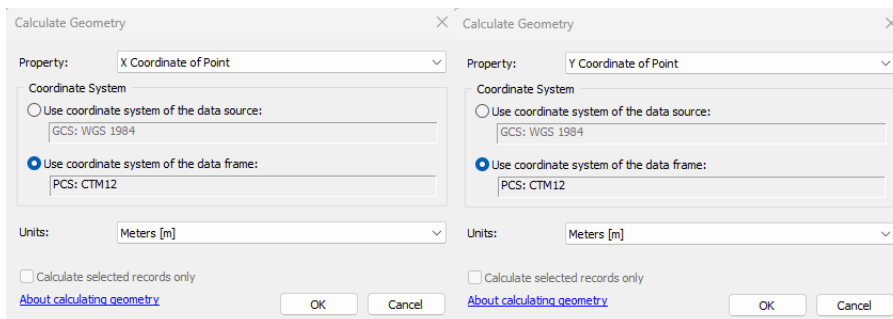 Calculate Geometry
Property: X Coordinate of Point
Coordinate System
Use coordinate system of the data source:
GCS: WGS 1984
Use coordinate system of the data frame:
PCS: CTM12
Units: Meters [m]
Calculate selected records only
About calculating geometry OK Cancel
Calculate Geometry
Property: Y Coordinate of Point
Coordinate System
Use coordinate system of the data source:
GCS: WGS 1984
Use coordinate system of the data frame:
PCS: CTM12
Units: Meters [m]
Calculate selected records only
About calculating geometry OK Cancel